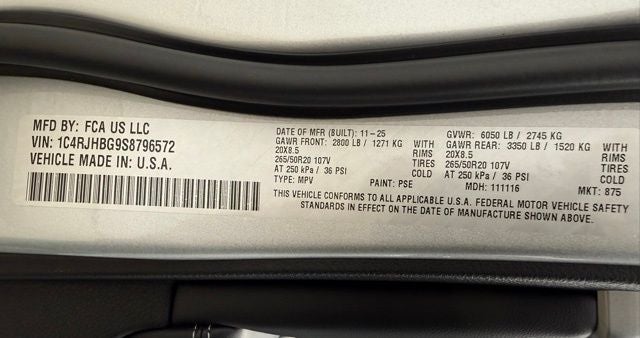 MFD BY: FCA US LLC
VIN: 1C4RJHBG9S8796572
VEHICLE MADE IN: U.S.A.
DATE OF MFR (BUILT): 11-25
GAWR FRONT: 2800 LB / 1271 KG WITH
20X8.5 RIMS
265/50R20 107V TIRES
AT 250 kPa / 36 PSI COLD
TYPE: MPV PAINT: PSE
GVWR: 6050 LB / 2745 KG
GAWR REAR: 3350 LB / 1520 KG WITH
20X8.5 RIMS
265/50R20 107V TIRES
AT 250 kPa / 36 PSI COLD
MDH: 111116 MKT: 875
THIS VEHICLE CONFORMS TO ALL APPLICABLE U.S.A. FEDERAL MOTOR VEHICLE SAFETY
STANDARDS IN EFFECT ON THE DATE OF MANUFACTURE SHOWN ABOVE.